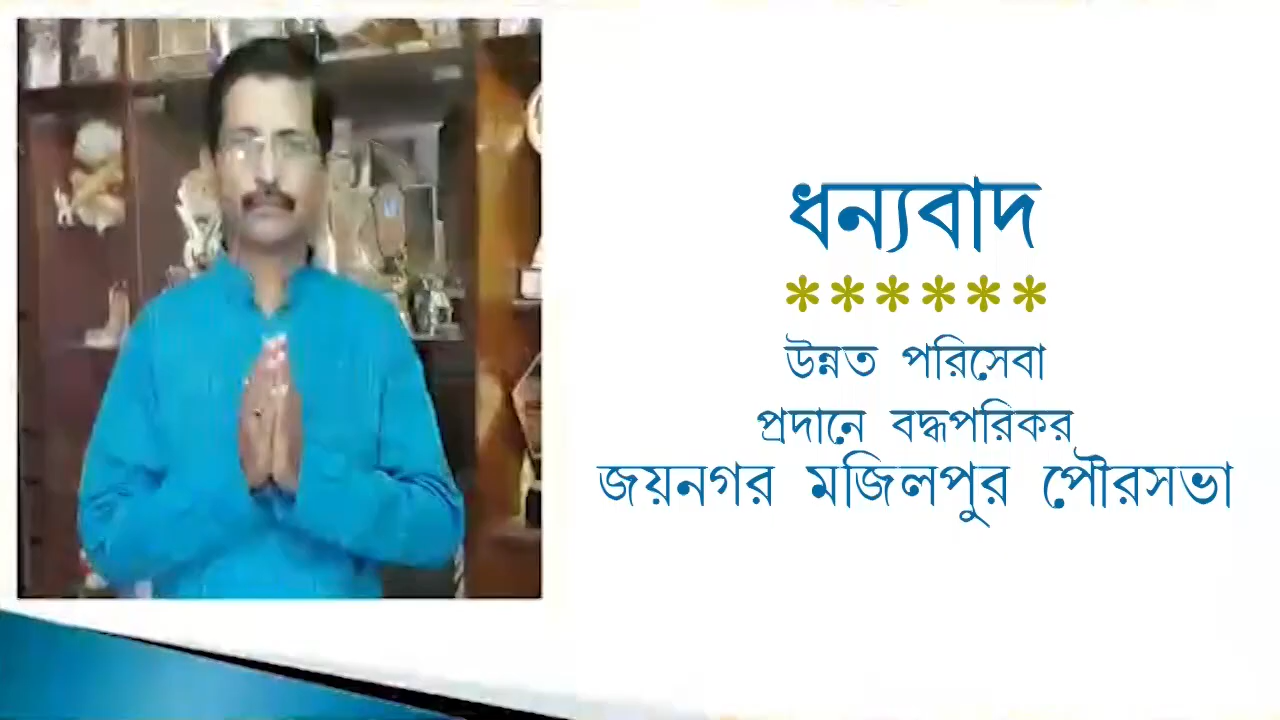 ধন্যবাদ
******
উন্নত পরিসেবা
প্রদানে বদ্ধপরিকর
জয়নগর মজিলপুর পৌরসভা